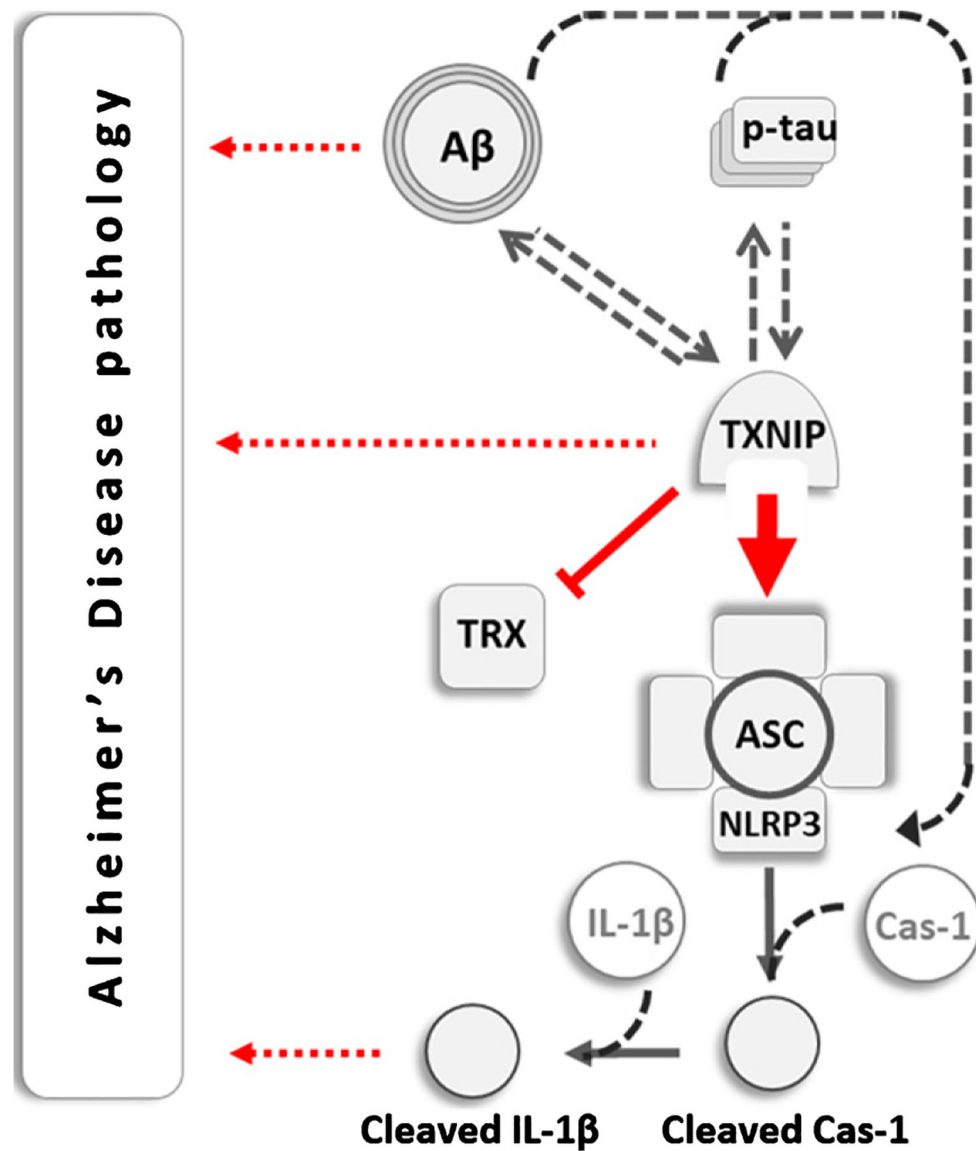 Alzheimer's Disease pathology
Aβ
p-tau
TXNIP
TRX
ASC
NLRP3
IL-1β
Cas-1
Cleaved IL-1β
Cleaved Cas-1